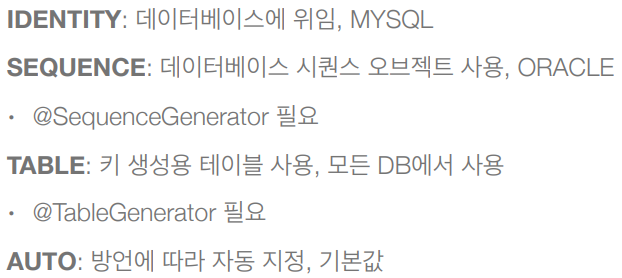 IDENTITY: 데이터베이스에 위임, MYSQL
SEQUENCE: 데이터베이스 시퀀스 오브젝트 사용, ORACLE
• @SequenceGenerator 필요
TABLE: 키 생성용 테이블 사용, 모든 DB에서 사용
• @TableGenerator 필요
AUTO: 방언에 따라 자동 지정, 기본값